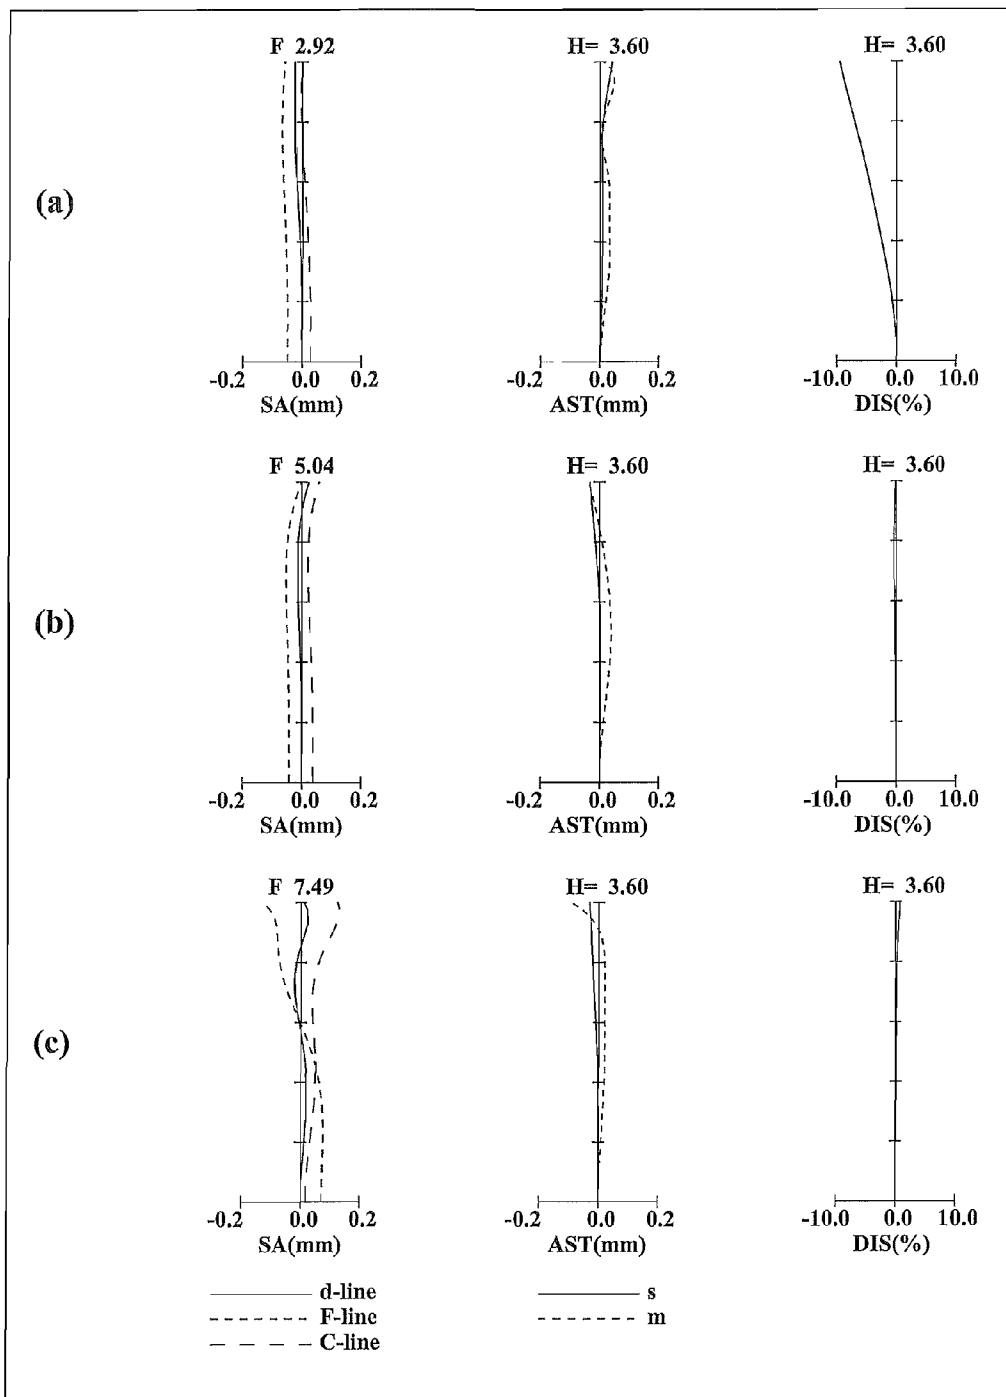 F 2.92 H= 3.60 H= 3.60
(a)
-0.2 0.0 0.2 -0.2 0.0 0.2 -10.0 0.0 10.0
SA(mm) AST(mm) DIS(%)
F 5.04 H= 3.60 H= 3.60
(b)
-0.2 0.0 0.2 -0.2 0.0 0.2 -10.0 0.0 10.0
SA(mm) AST(mm) DIS(%)
F 7.49 H= 3.60 H= 3.60
(c)
-0.2 0.0 0.2 -0.2 0.0 0.2 -10.0 0.0 10.0
SA(mm) AST(mm) DIS(%)
d-line s
F-line m
C-line